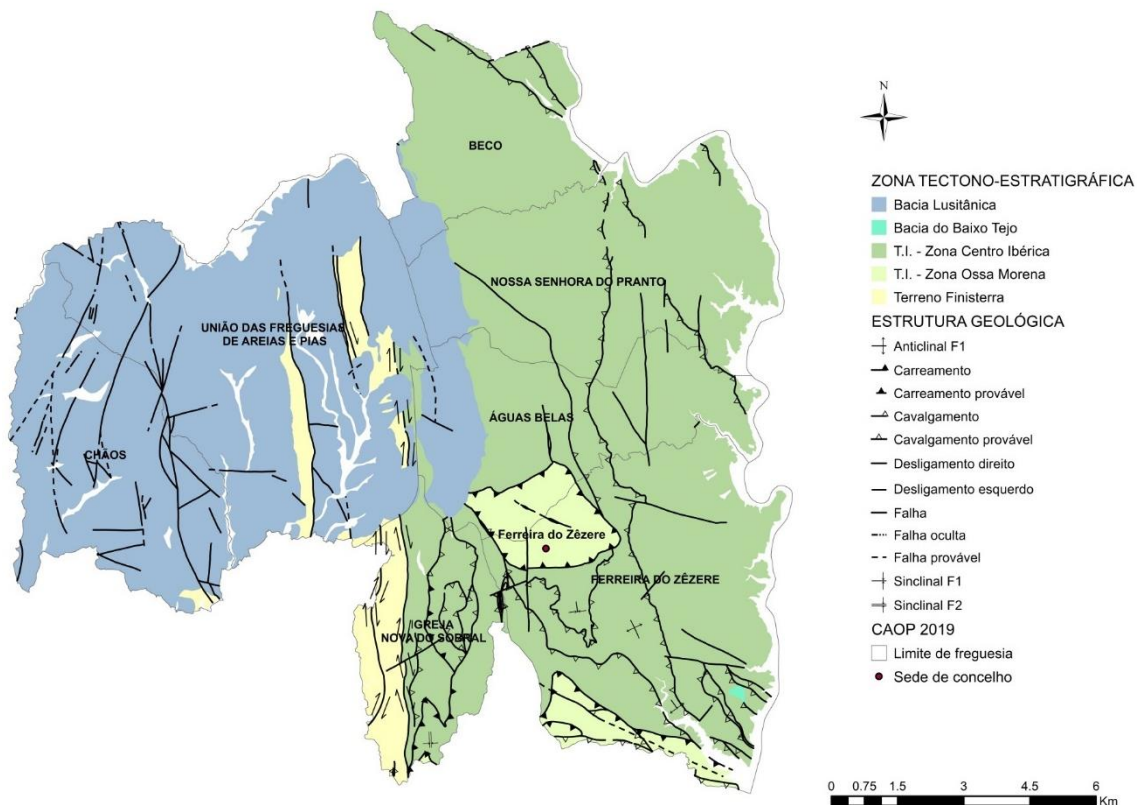 BECO
NOSSA SENHORA DO PRANTO
UNIÃO DAS FREGUESIAS
DE AREIAS E PIAS
ÁGUAS BELAS
CHÃOS
Ferreira do Zêzere
FERREIRA DO ZÊZERE
IGREJA
NOVA DO SOBRAL
N
ZONA TECTONO-ESTRATIGRÁFICA
Bacia Lusitânica
Bacia do Baixo Tejo
T.I. - Zona Centro Ibérica
T.I. - Zona Ossa Morena
Terreno Finisterra
ESTRUTURA GEOLÓGICA
Anticlinal F1
Carreamento
Carreamento provável
Cavalgamento
Cavalgamento provável
Desligamento direito
Desligamento esquerdo
Falha
Falha oculta
Falha provável
Sinclinal F1
Sinclinal F2
CAOP 2019
Limite de freguesia
Sede de concelho
0 0.75 1.5 3 4.5 6
Km